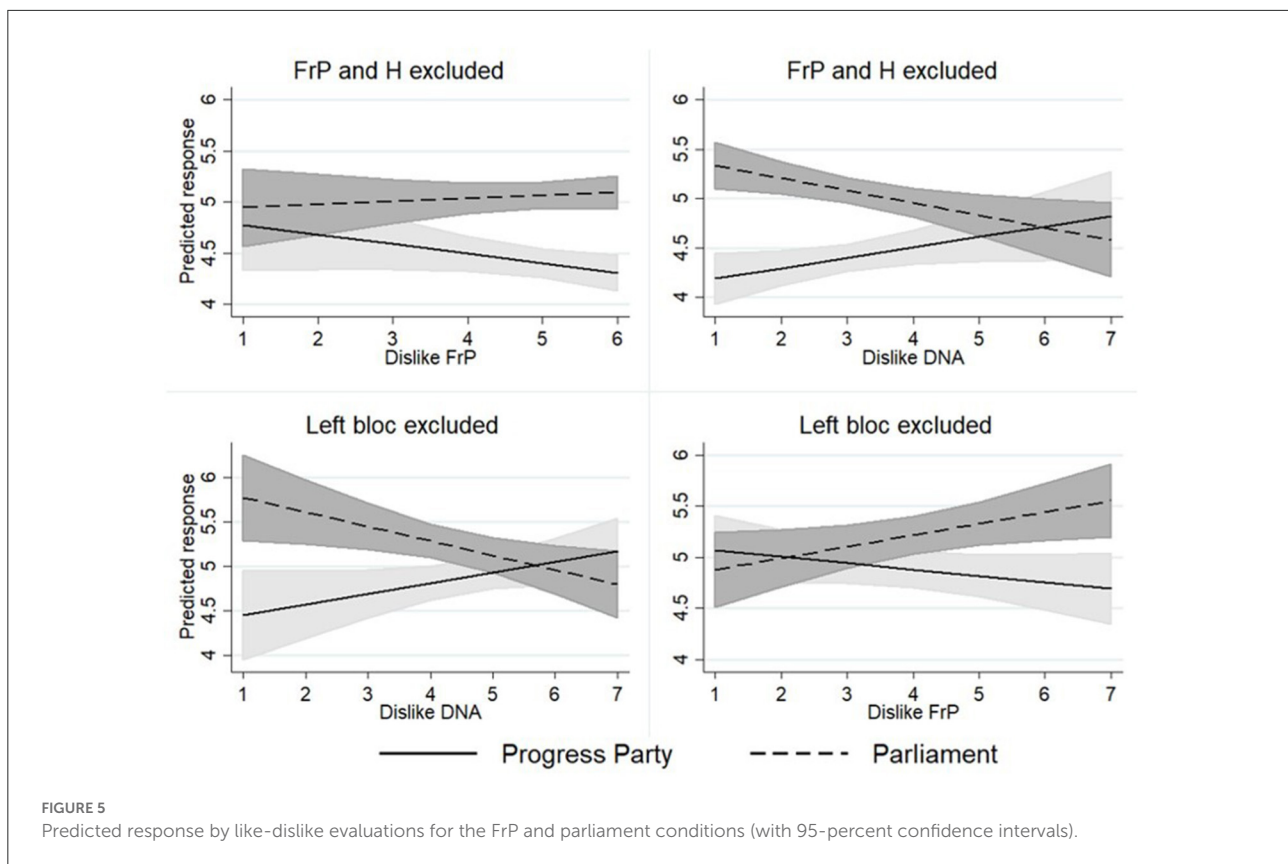 FrP and H excluded
Predicted response
6
5.5
5
4.5
4
1 2 3 4 5 6
Dislike FrP
FrP and H excluded
6
5.5
5
4.5
4
1 2 3 4 5 6 7
Dislike DNA
Left bloc excluded
Predicted response
6
5.5
5
4.5
4
1 2 3 4 5 6 7
Dislike DNA
Left bloc excluded
6
5.5
5
4.5
4
1 2 3 4 5 6 7
Dislike FrP
Progress Party Parliament
FIGURE 5
Predicted response by like-dislike evaluations for the FrP and parliament conditions (with 95-percent confidence intervals).